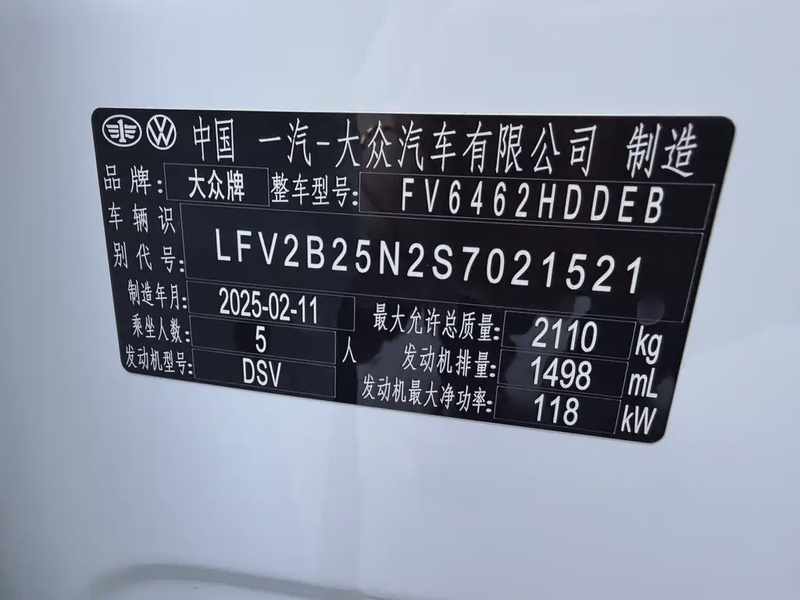 中国 一汽-大众汽车有限公司 制造
品牌: 大众牌 整车型号: FV6462HDDEB
车辆识别代号: LFV2B25N2S7021521
制造年月: 2025-02-11 最大允许总质量: 2110 kg
乘坐人数: 5 人 发动机排量: 1498 mL
发动机型号: DSV 发动机最大净功率: 118 kW